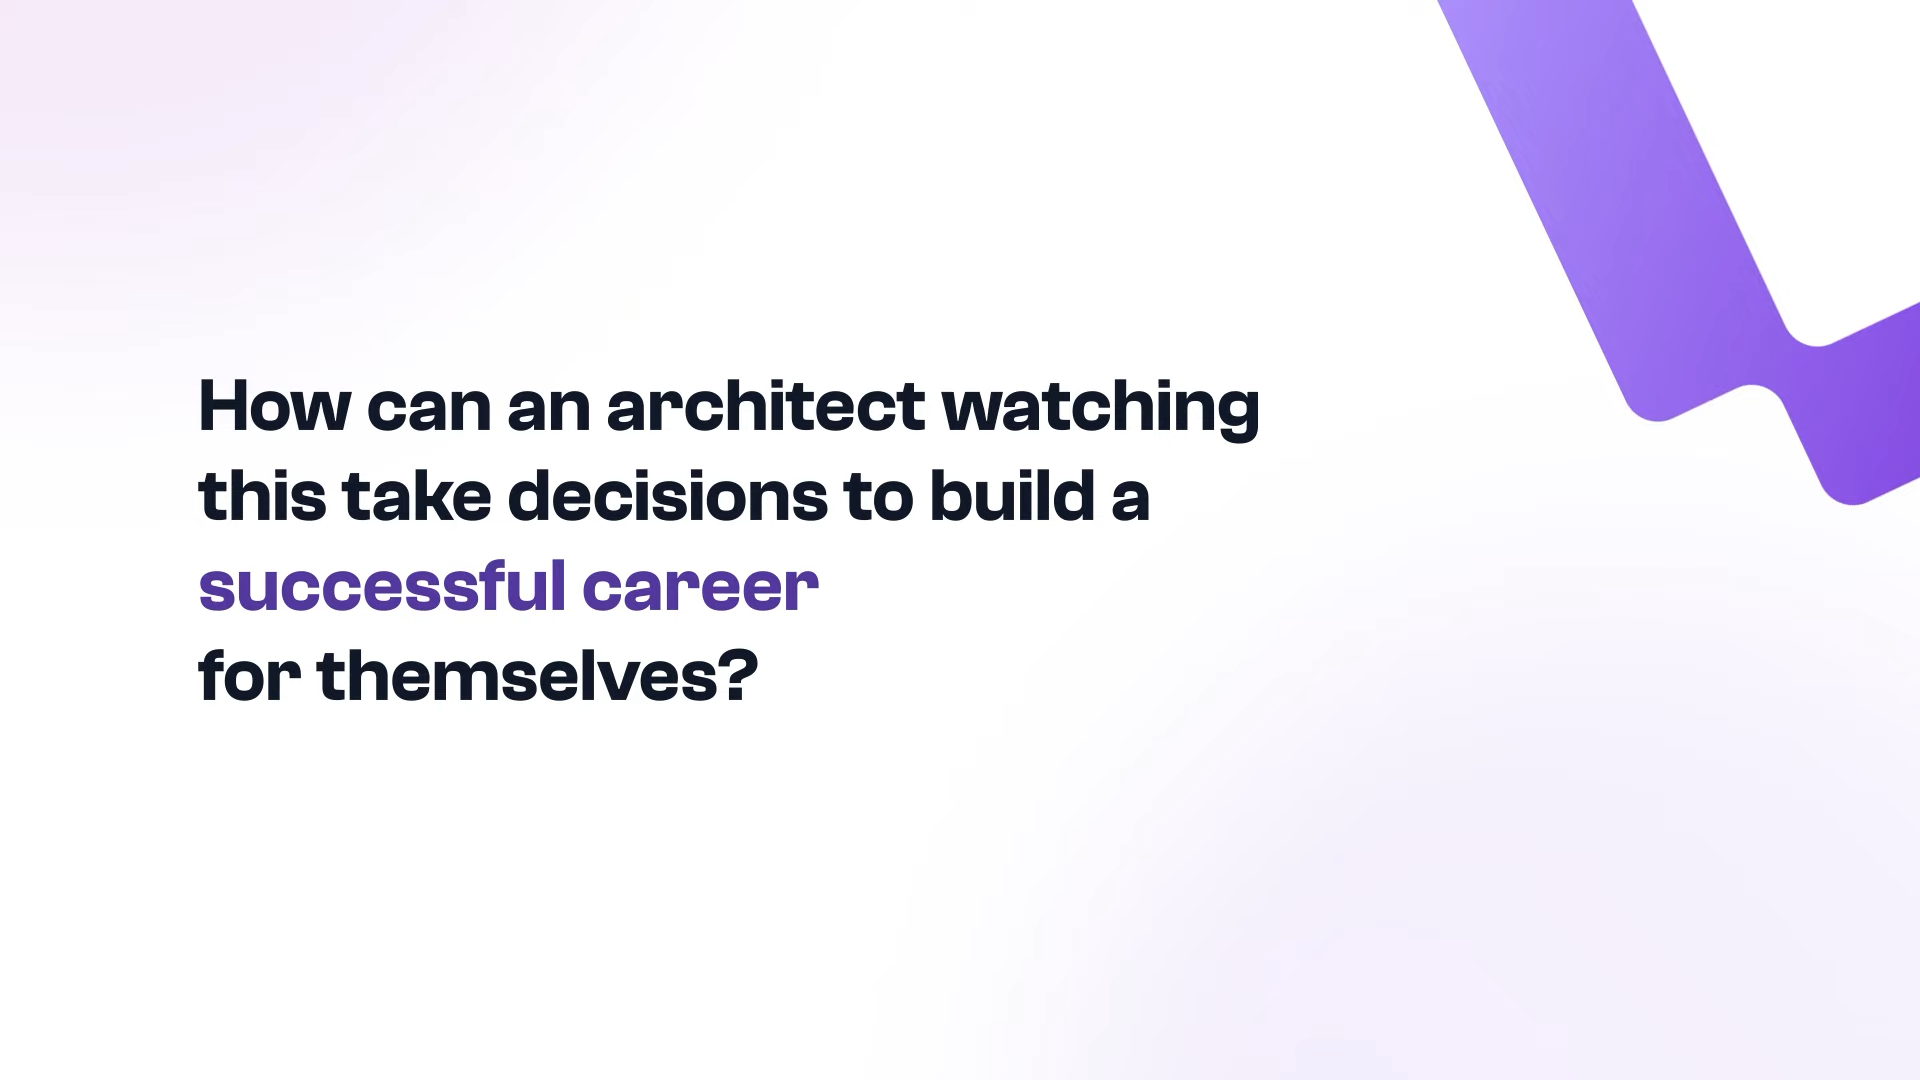 How can an architect watching
this take decisions to build a
successful career
for themselves?